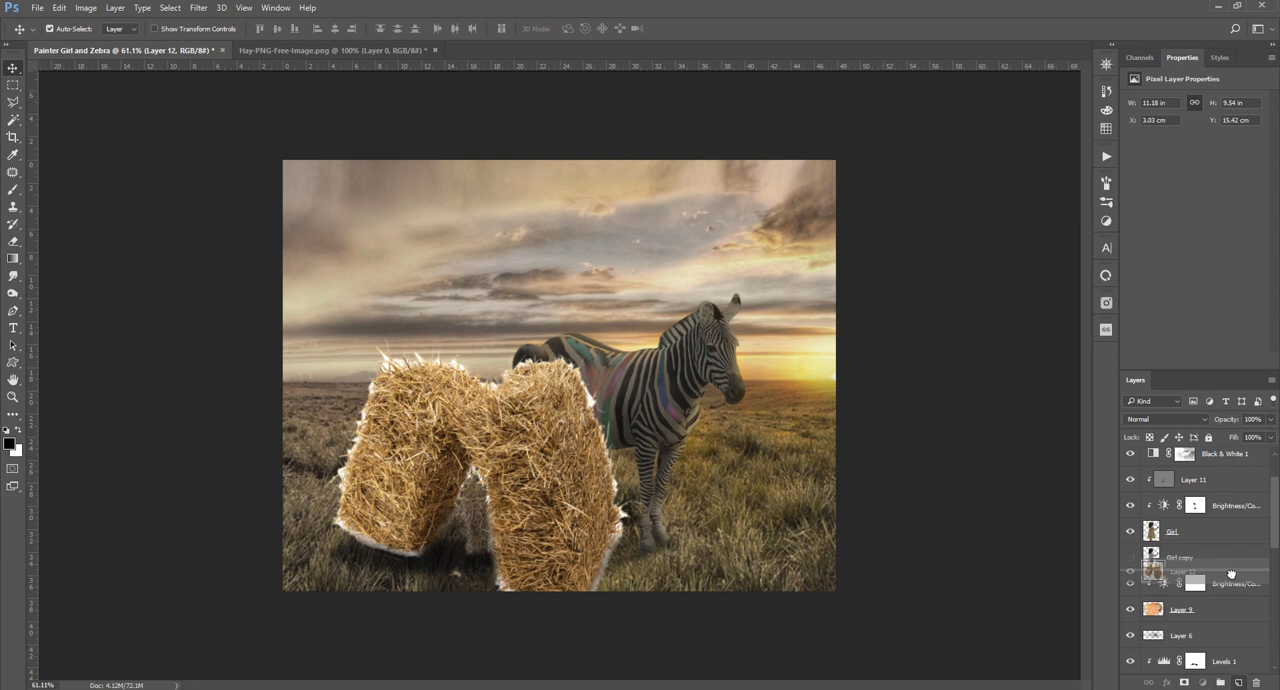 Ps File Edit Image Layer Type Select Filter 3D View Window Help
Auto-Select: Layer Show Transform Controls 3D Mode:
Painter Girl and Zebra @ 61.1% (Layer 12, RGB/8#) * × Hay-PNG-Free-Image.png @ 100% (Layer 0, RGB/8#) * ×
Channels Properties Styles
Pixel Layer Properties
W: 11.18 in H: 9.54 in
X: 3.03 cm Y: 15.42 cm
Layers
Kind
Normal Opacity: 100%
Lock: Fill: 100%
Black & White 1
Layer 11
Brightness/Co...
Girl
Girl copy
Layer 12
Brightness/Co...
Layer 9
Layer 6
Levels 1
61.11% Doc: 4.12M/72.1M